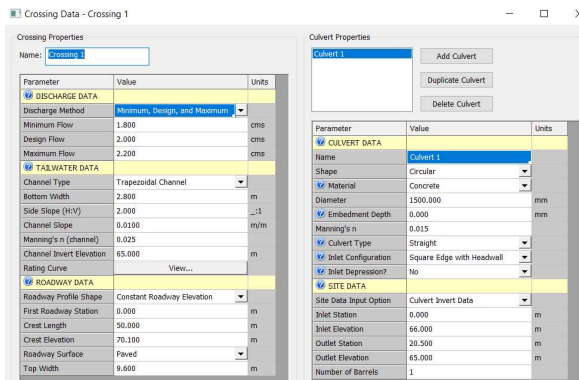 Crossing Data - Crossing 1
Crossing Properties
Name: Crossing 1
Parameter Value Units
DISCHARGE DATA
Discharge Method Minimum, Design, and Maximum
Minimum Flow 1.800 cms
Design Flow 2.000 cms
Maximum Flow 2.200 cms
TAILWATER DATA
Channel Type Trapezoidal Channel
Bottom Width 2.800 m
Side Slope (H:V) 2.000 _:1
Channel Slope 0.0100 m/m
Manning's n (channel) 0.025
Channel Invert Elevation 65.000 m
Rating Curve View...
ROADWAY DATA
Roadway Profile Shape Constant Roadway Elevation
First Roadway Station 0.000 m
Crest Length 50.000 m
Crest Elevation 70.100 m
Roadway Surface Paved
Top Width 9.600 m
Culvert Properties
Culvert 1
Add Culvert
Duplicate Culvert
Delete Culvert
Parameter Value Units
CULVERT DATA
Name Culvert 1
Shape Circular
Material Concrete
Diameter 1500.000 mm
Embedment Depth 0.000 mm
Manning's n 0.015
Culvert Type Straight
Inlet Configuration Square Edge with Headwall
Inlet Depression? No
SITE DATA
Site Data Input Option Culvert Invert Data
Inlet Station 0.000 m
Inlet Elevation 66.000 m
Outlet Station 20.500 m
Outlet Elevation 65.000 m
Number of Barrels 1